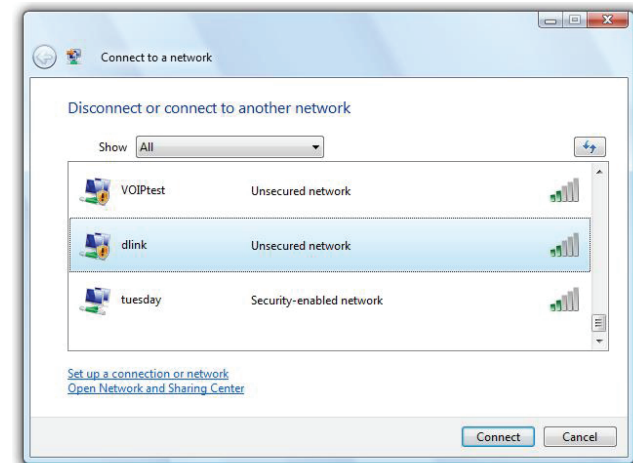 Connect to a network
Disconnect or connect to another network
Show All
VOIPtest Unsecured network
dlink Unsecured network
tuesday Security-enabled network
Set up a connection or network
Open Network and Sharing Center
Connect Cancel